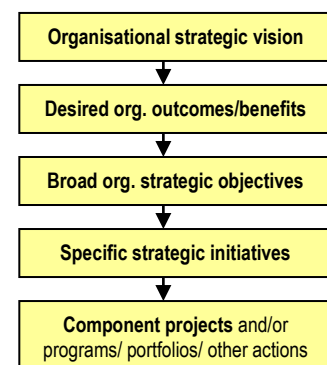 Organisational strategic vision
Desired org. outcomes/benefits
Broad org. strategic objectives
Specific strategic initiatives
Component projects and/or
programs/ portfolios/ other actions